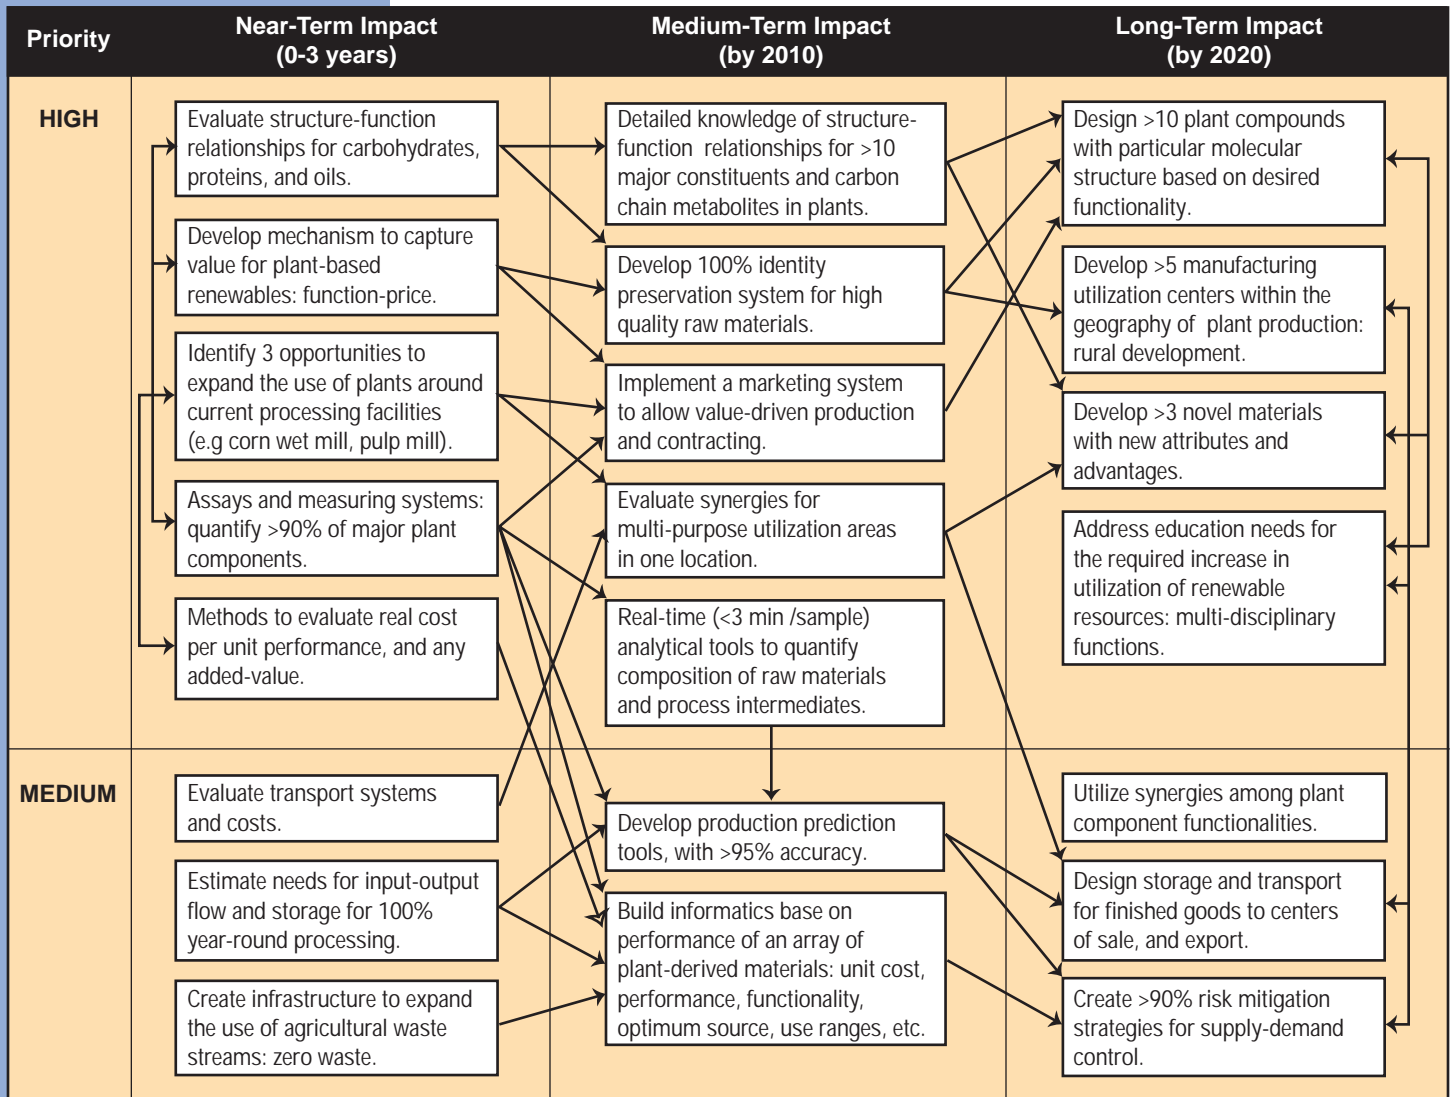 Priority
Near-Term Impact
(0-3 years)
Medium-Term Impact
(by 2010)
Long-Term Impact
(by 2020)
HIGH
Evaluate structure-function
relationships for carbohydrates,
proteins, and oils.
Develop mechanism to capture
value for plant-based
renewables: function-price.
Identify 3 opportunities to
expand the use of plants around
current processing facilities
(e.g corn wet mill, pulp mill).
Assays and measuring systems:
quantify >90% of major plant
components.
Methods to evaluate real cost
per unit performance, and any
added-value.
Detailed knowledge of structure-
function relationships for >10
major constituents and carbon
chain metabolites in plants.
Develop 100% identity
preservation system for high
quality raw materials.
Implement a marketing system
to allow value-driven production
and contracting.
Evaluate synergies for
multi-purpose utilization areas
in one location.
Real-time (<3 min /sample)
analytical tools to quantify
composition of raw materials
and process intermediates.
Design >10 plant compounds
with particular molecular
structure based on desired
functionality.
Develop >5 manufacturing
utilization centers within the
geography of plant production:
rural development.
Develop >3 novel materials
with new attributes and
advantages.
Address education needs for
the required increase in
utilization of renewable
resources: multi-disciplinary
functions.
MEDIUM
Evaluate transport systems
and costs.
Estimate needs for input-output
flow and storage for 100%
year-round processing.
Create infrastructure to expand
the use of agricultural waste
streams: zero waste.
Develop production prediction
tools, with >95% accuracy.
Build informatics base on
performance of an array of
plant-derived materials: unit cost,
performance, functionality,
optimum source, use ranges, etc.
Utilize synergies among plant
component functionalities.
Design storage and transport
for finished goods to centers
of sale, and export.
Create >90% risk mitigation
strategies for supply-demand
control.